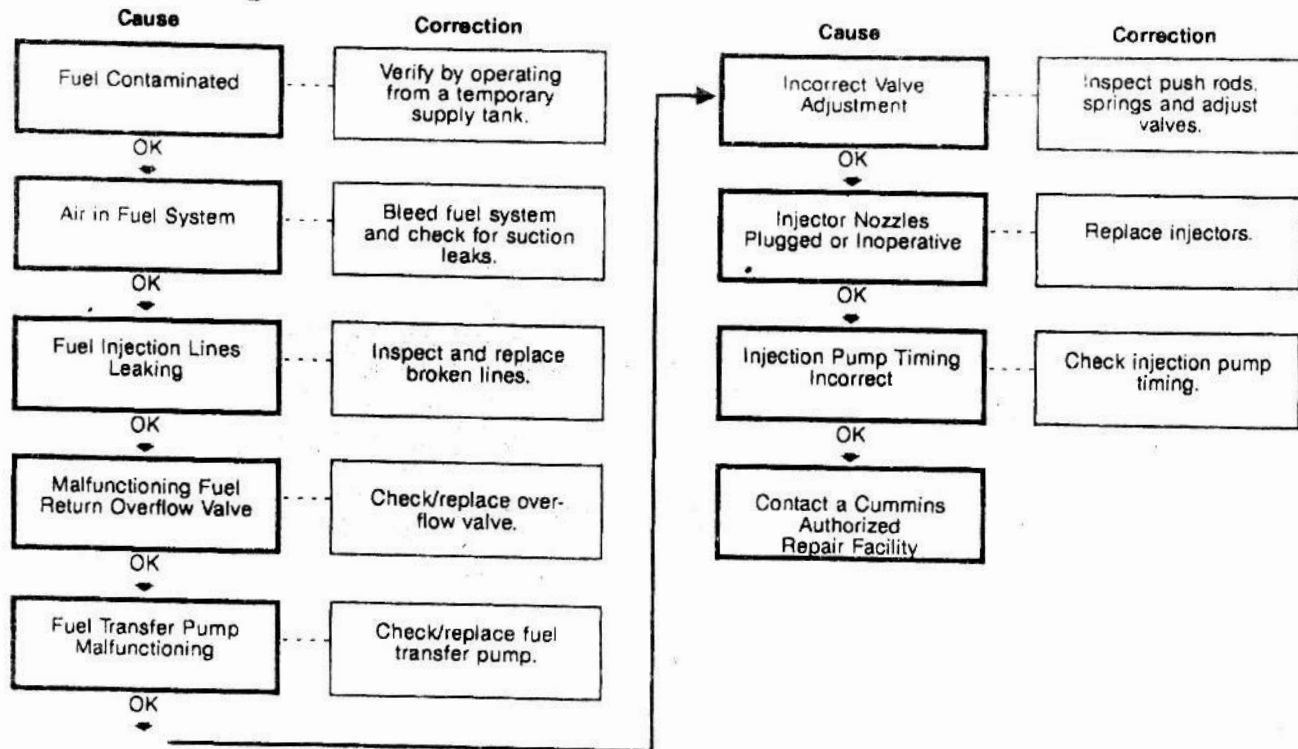 Cause
Correction
Fuel Contaminated
Verify by operating
from a temporary
supply tank.
OK
Air in Fuel System
Bleed fuel system
and check for suction
leaks.
OK
Fuel Injection Lines
Leaking
Inspect and replace
broken lines.
OK
Malfunctioning Fuel
Return Overflow Valve
Check/replace over-
flow valve.
OK
Fuel Transfer Pump
Malfunctioning
Check/replace fuel
transfer pump.
OK
Cause
Correction
Incorrect Valve
Adjustment
Inspect push rods,
springs and adjust
valves.
OK
Injector Nozzles
Plugged or Inoperative
Replace injectors.
OK
Injection Pump Timing
Incorrect
Check injection pump
timing.
OK
Contact a Cummins
Authorized
Repair Facility